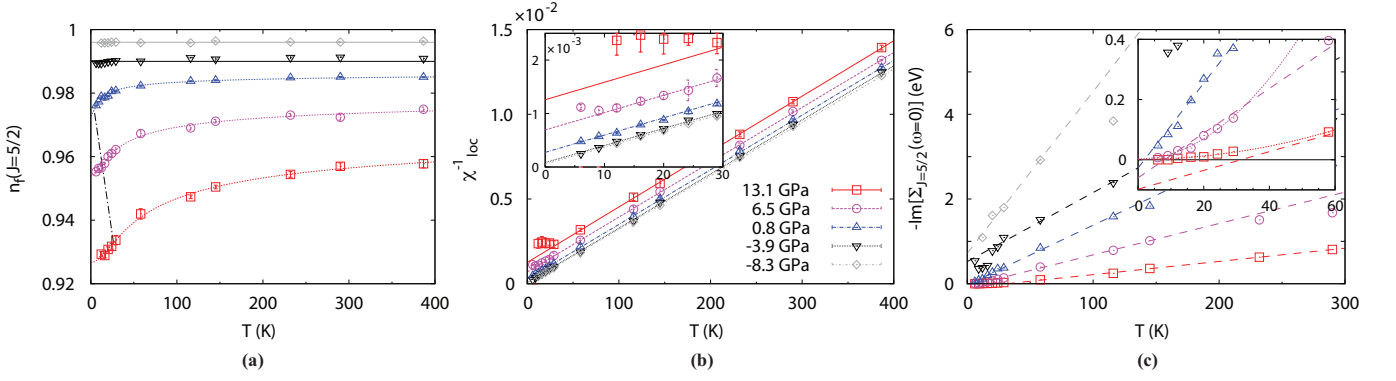 1
0.98
0.96
0.94
0.92
n_f(J=5/2)
0 100 200 300 400
T (K)
(a)
×10⁻²
1.5
1.0
0.5
0
χ⁻¹ loc
×10⁻³
2
1
0
0 10 20 30
13.1 GPa
6.5 GPa
0.8 GPa
-3.9 GPa
-8.3 GPa
0 100 200 300 400
T (K)
(b)
6
4
2
0
-Im[Σ_J=5/2(ω=0)] (eV)
0.4
0.2
0
0 20 40 60
0 100 200 300
T (K)
(c)